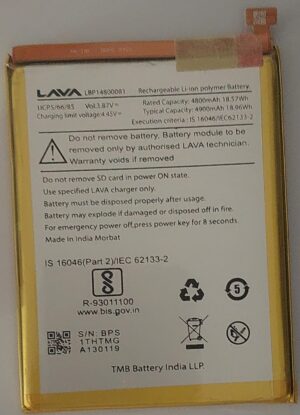 LAVA LBP14800081 Rechargeable Li-ion polymer Battery
1ICP5/66/85 Vol:3.87V⎓ Rated Capacity: 4800mAh 18.57Wh
Charging limit voltage:4.45V⎓ Typical Capacity: 4900mAh 18.96Wh
Execution criteria : IS 16046/IEC62133-2
Do not remove battery. Battery module to be
removed only by authorised LAVA technician.
Warranty voids if removed
Do not remove SD card in power ON state.
Use specified LAVA charger only.
Battery must be disposed properly after usage.
Battery may explode if damaged or disposed off in fire.
For emergency power off,press power key for 8 seconds.
Made in India Morbat
IS 16046(Part 2)/IEC 62133-2
R-93011100
www.bis.gov.in
5
S/N: BPS
1THTMG
A130119
TMB Battery India LLP.